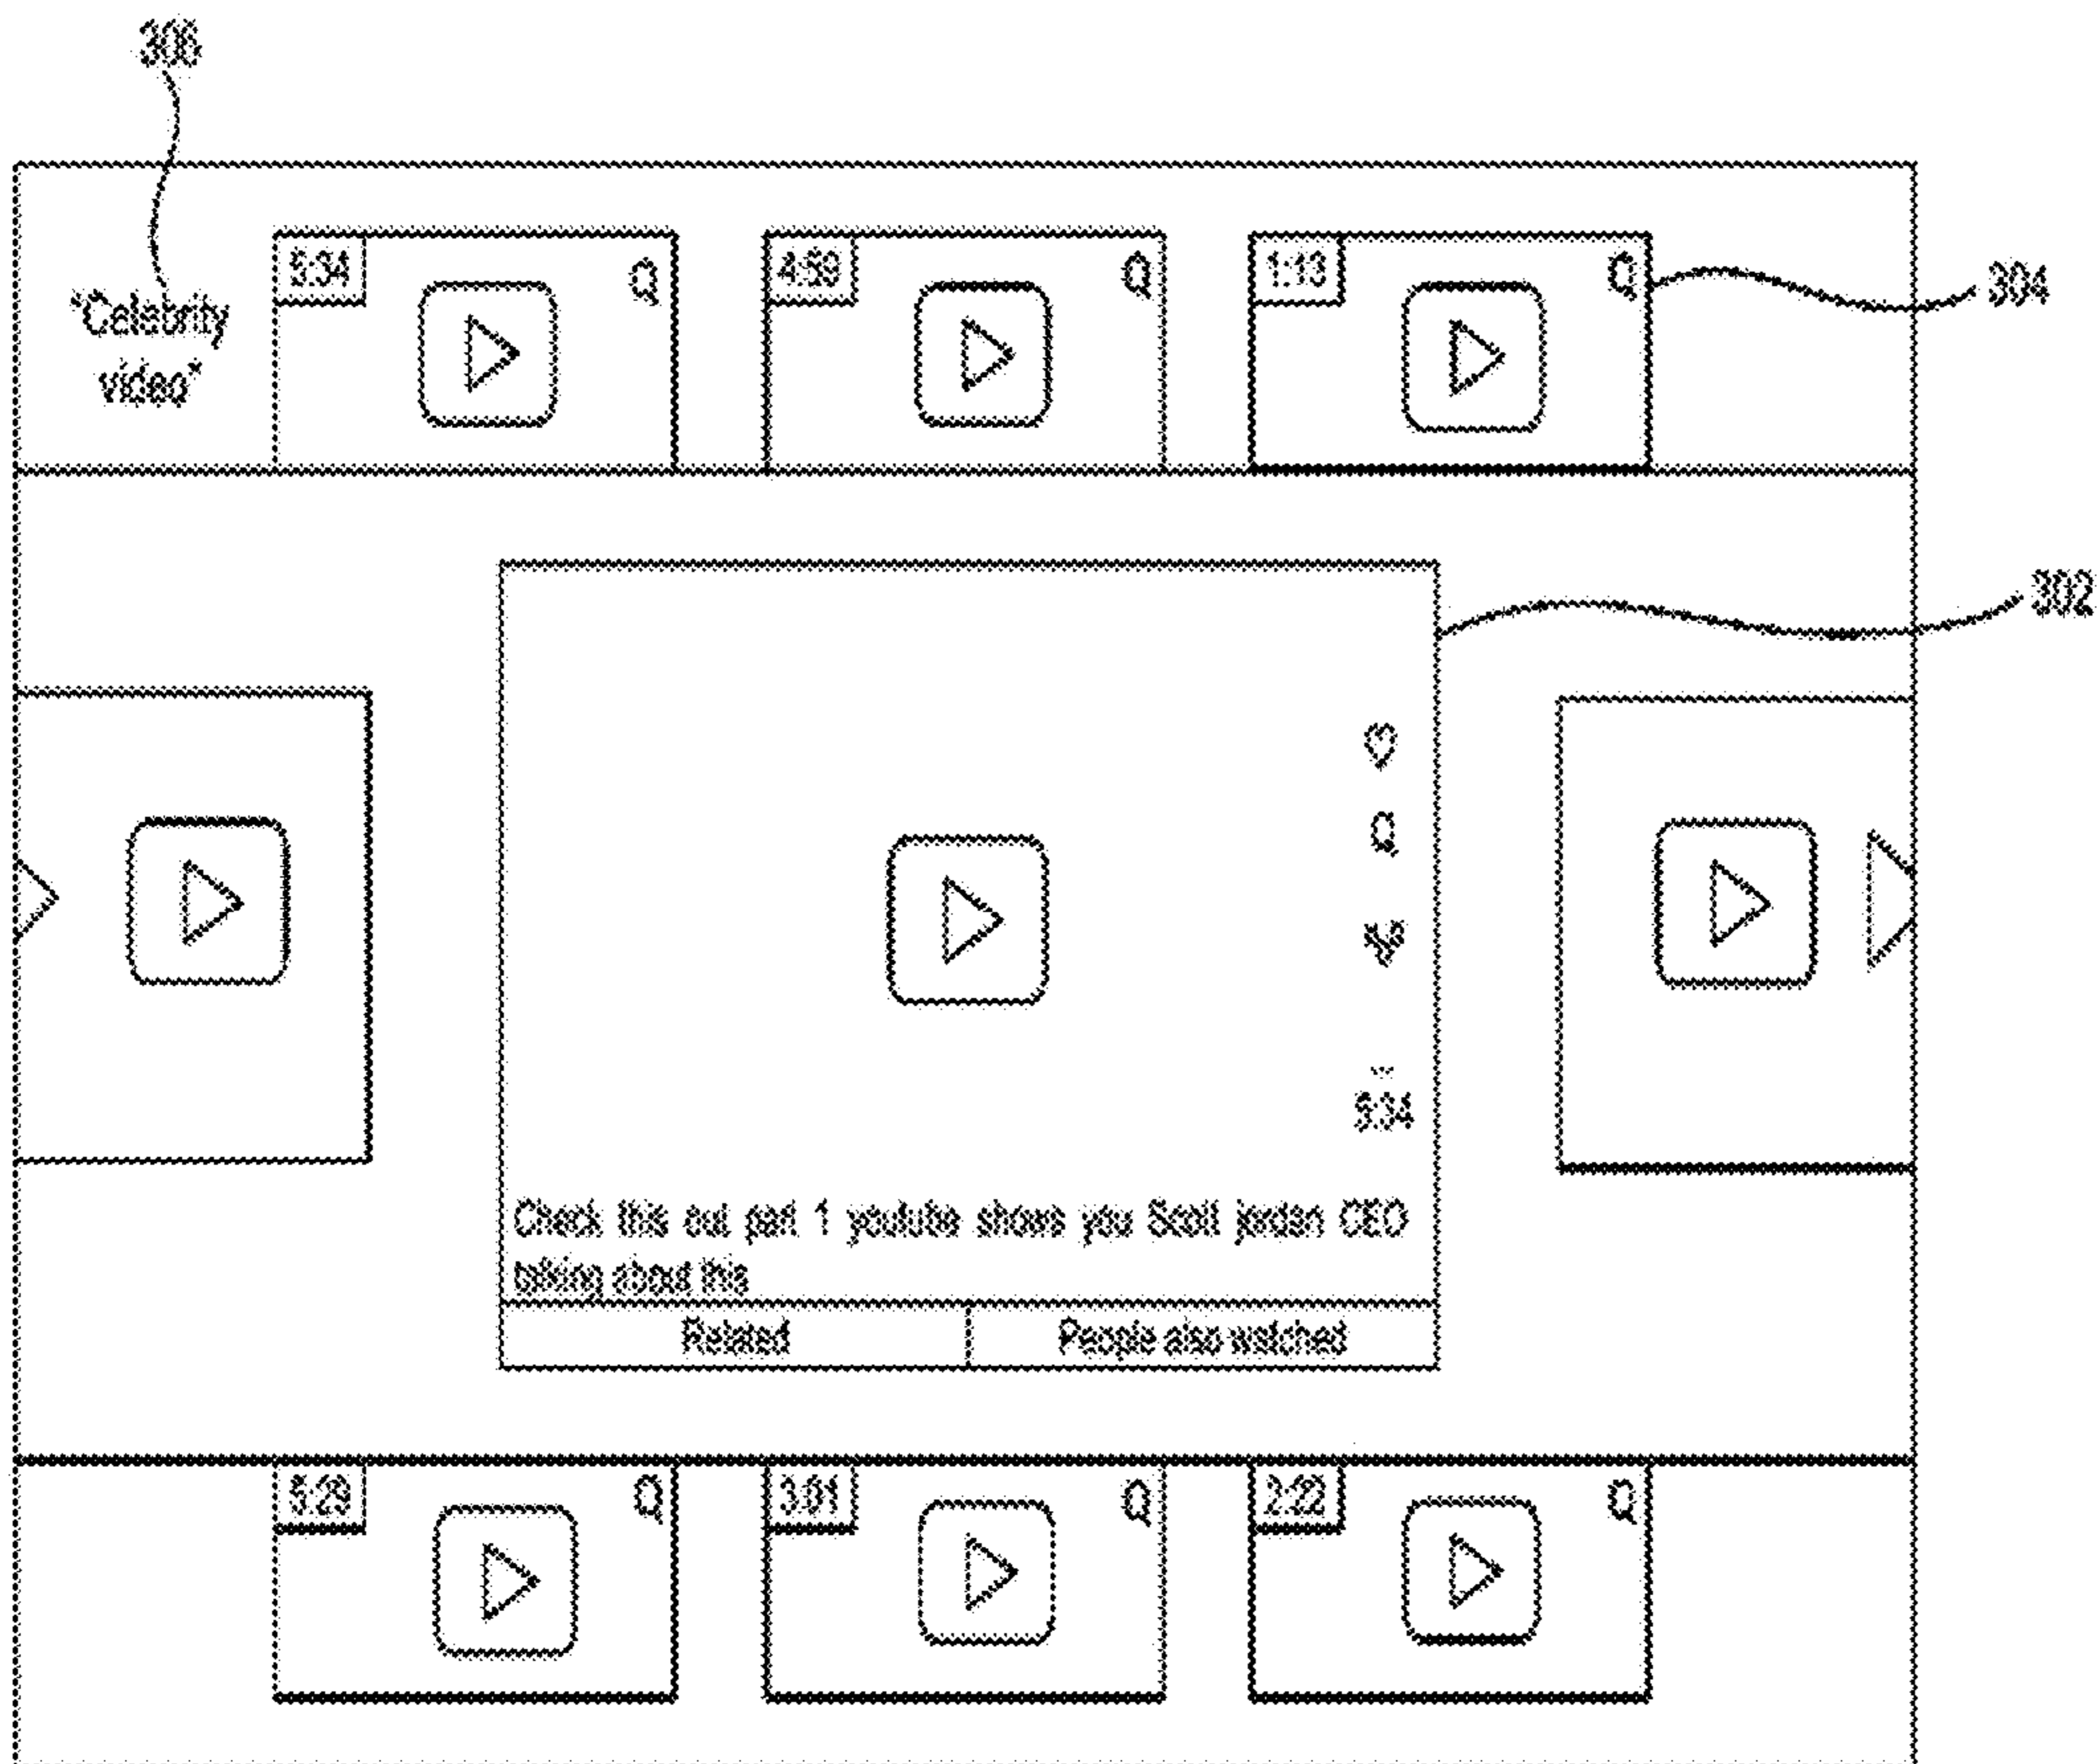 306
5:34
4:59
1:13
304
"Celebrity
video"
302
5:34
Check this out part 1 youtube shows you Scott jordan CEO
talking about this
Related
People also watched
5:29
3:01
2:22